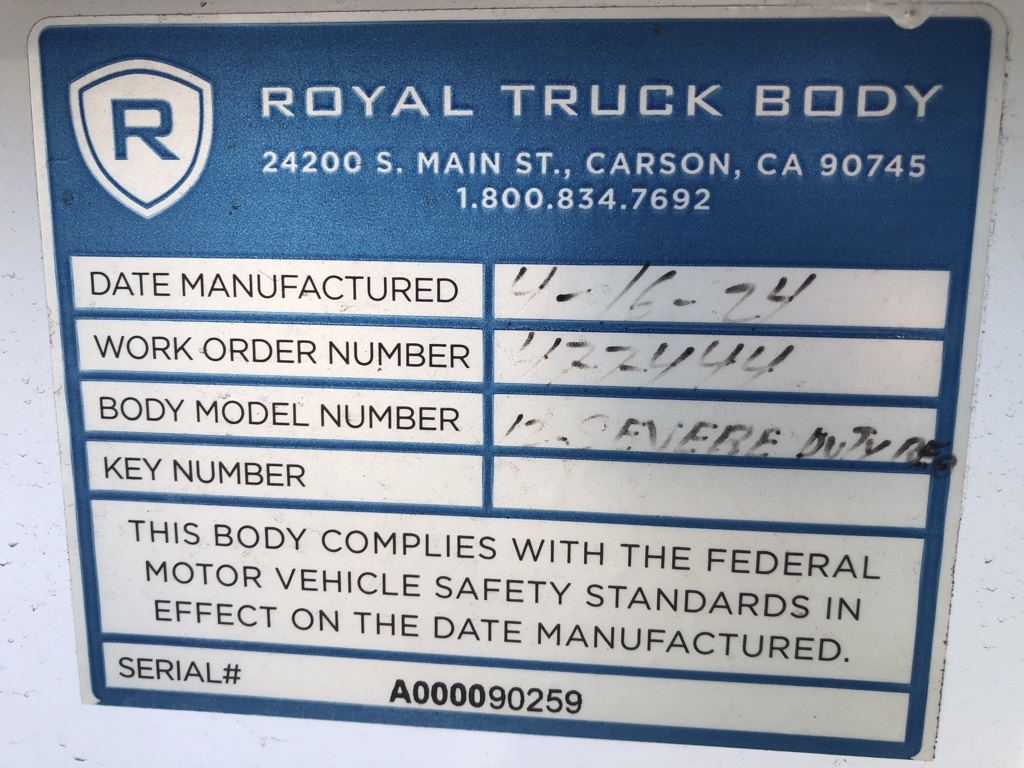 R
ROYAL TRUCK BODY
24200 S. MAIN ST., CARSON, CA 90745
1.800.834.7692
DATE MANUFACTURED 4-16-24
WORK ORDER NUMBER
BODY MODEL NUMBER 12-SEVERE DUTY
KEY NUMBER
THIS BODY COMPLIES WITH THE FEDERAL
MOTOR VEHICLE SAFETY STANDARDS IN
EFFECT ON THE DATE MANUFACTURED.
SERIAL# A000090259